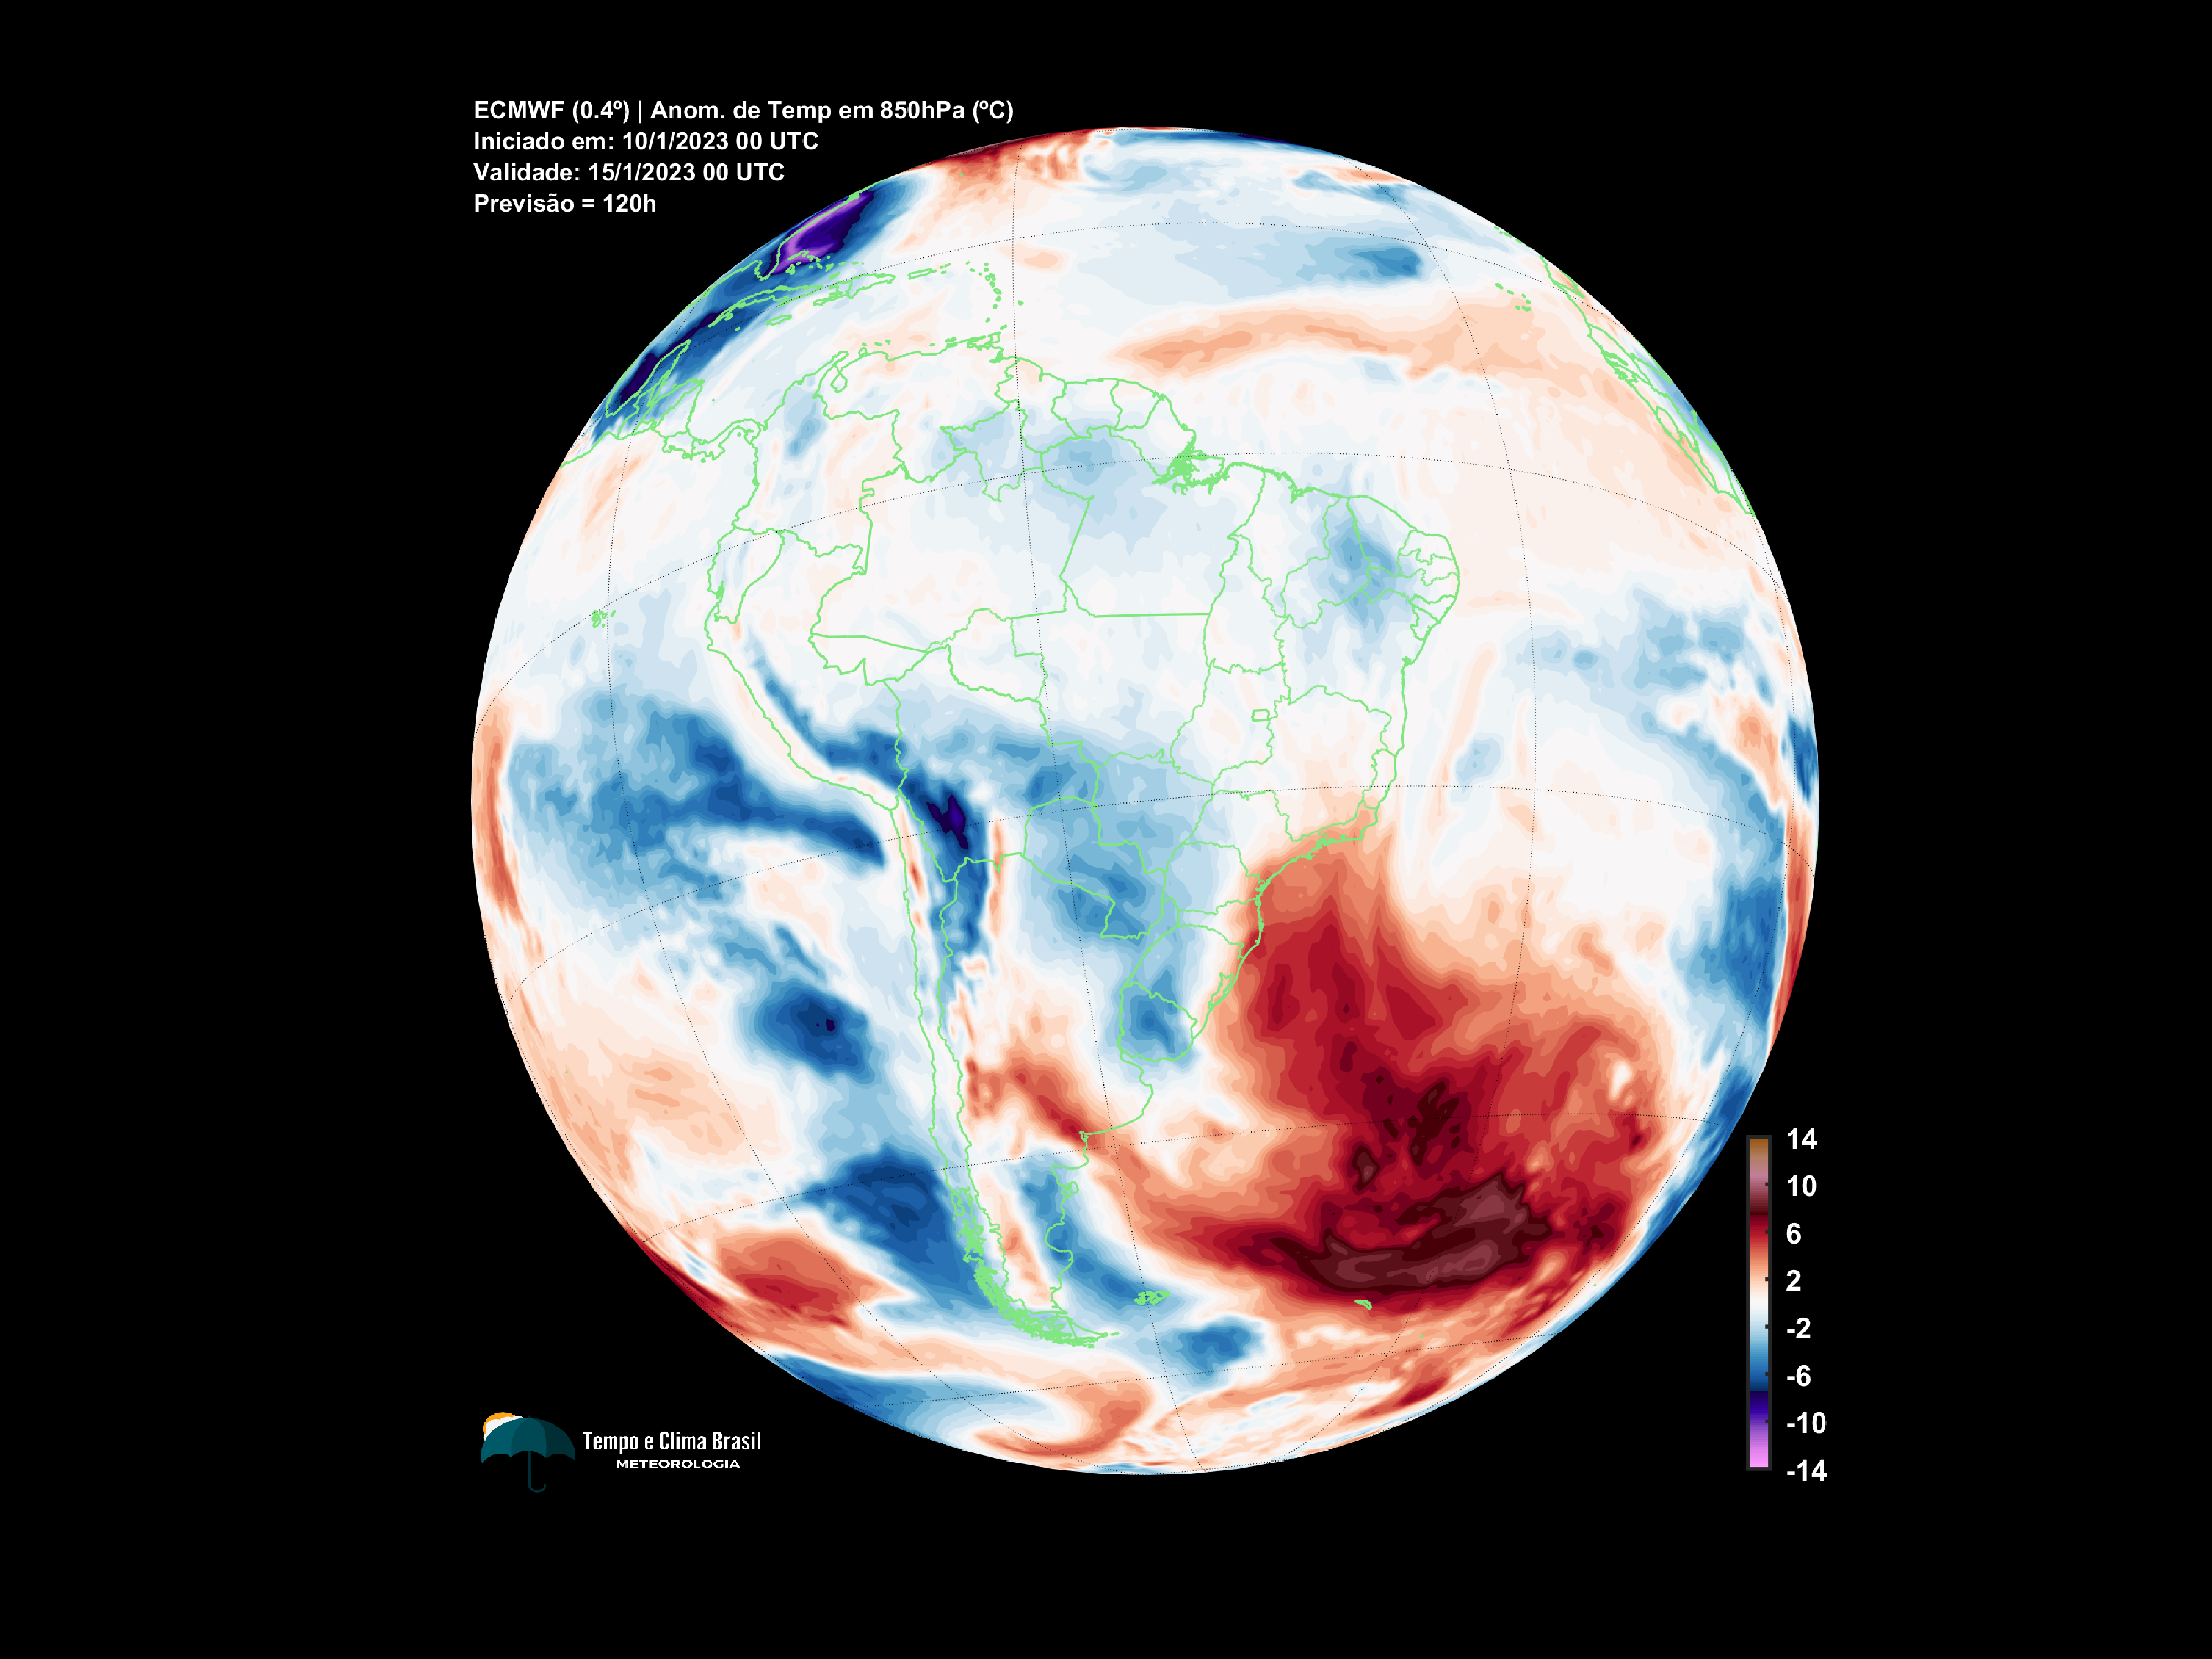 ECMWF (0.4º) | Anom. de Temp em 850hPa (ºC)
Iniciado em: 10/1/2023 00 UTC
Validade: 15/1/2023 00 UTC
Previsão = 120h
14
10
6
2
-2
-6
-10
-14
Tempo e Clima Brasil
METEOROLOGIA